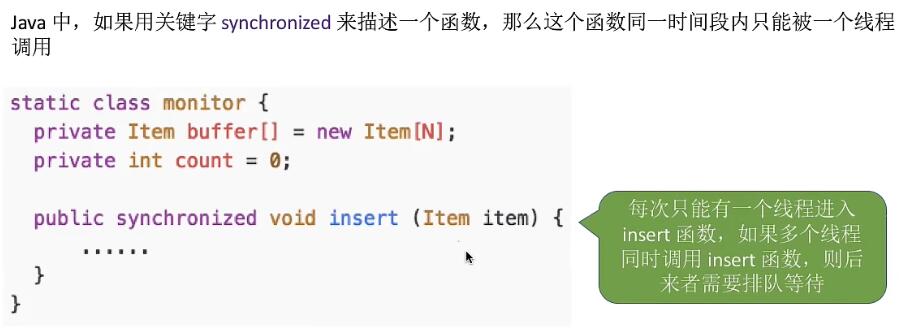 Java 中，如果用关键字 synchronized 来描述一个函数，那么这个函数同一时间段内只能被一个线程
调用
static class monitor {
private Item buffer[] = new Item[N];
private int count = 0;
public synchronized void insert (Item item) {
......
}
}
每次只能有一个线程进入
insert 函数，如果多个线程
同时调用 insert 函数，则后
来者需要排队等待